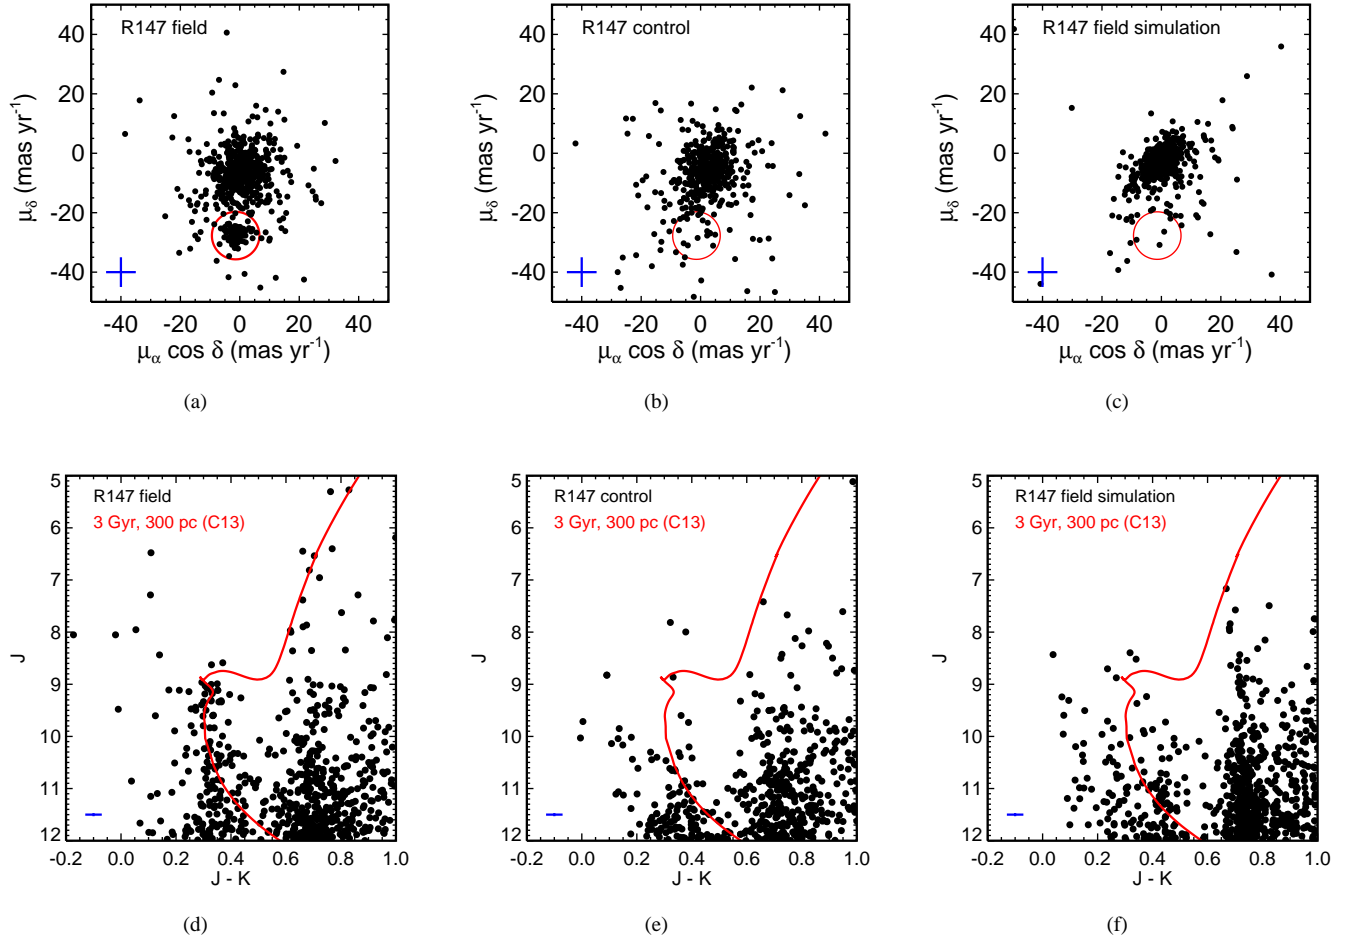 R147 field
R147 control
R147 field simulation
40
20
0
-20
-40
μδ (mas yr-1)
-40 -20 0 20 40
μα cos δ (mas yr-1)
40
20
0
-20
-40
μδ (mas yr-1)
-40 -20 0 20 40
μα cos δ (mas yr-1)
40
20
0
-20
-40
μδ (mas yr-1)
-40 -20 0 20 40
μα cos δ (mas yr-1)
(a)
(b)
(c)
R147 field
3 Gyr, 300 pc (C13)
5
6
7
8
9
10
11
12
J
-0.2 0.0 0.2 0.4 0.6 0.8 1.0
J - K
R147 control
3 Gyr, 300 pc (C13)
5
6
7
8
9
10
11
12
J
-0.2 0.0 0.2 0.4 0.6 0.8 1.0
J - K
R147 field simulation
3 Gyr, 300 pc (C13)
5
6
7
8
9
10
11
12
J
-0.2 0.0 0.2 0.4 0.6 0.8 1.0
J - K
(d)
(e)
(f)